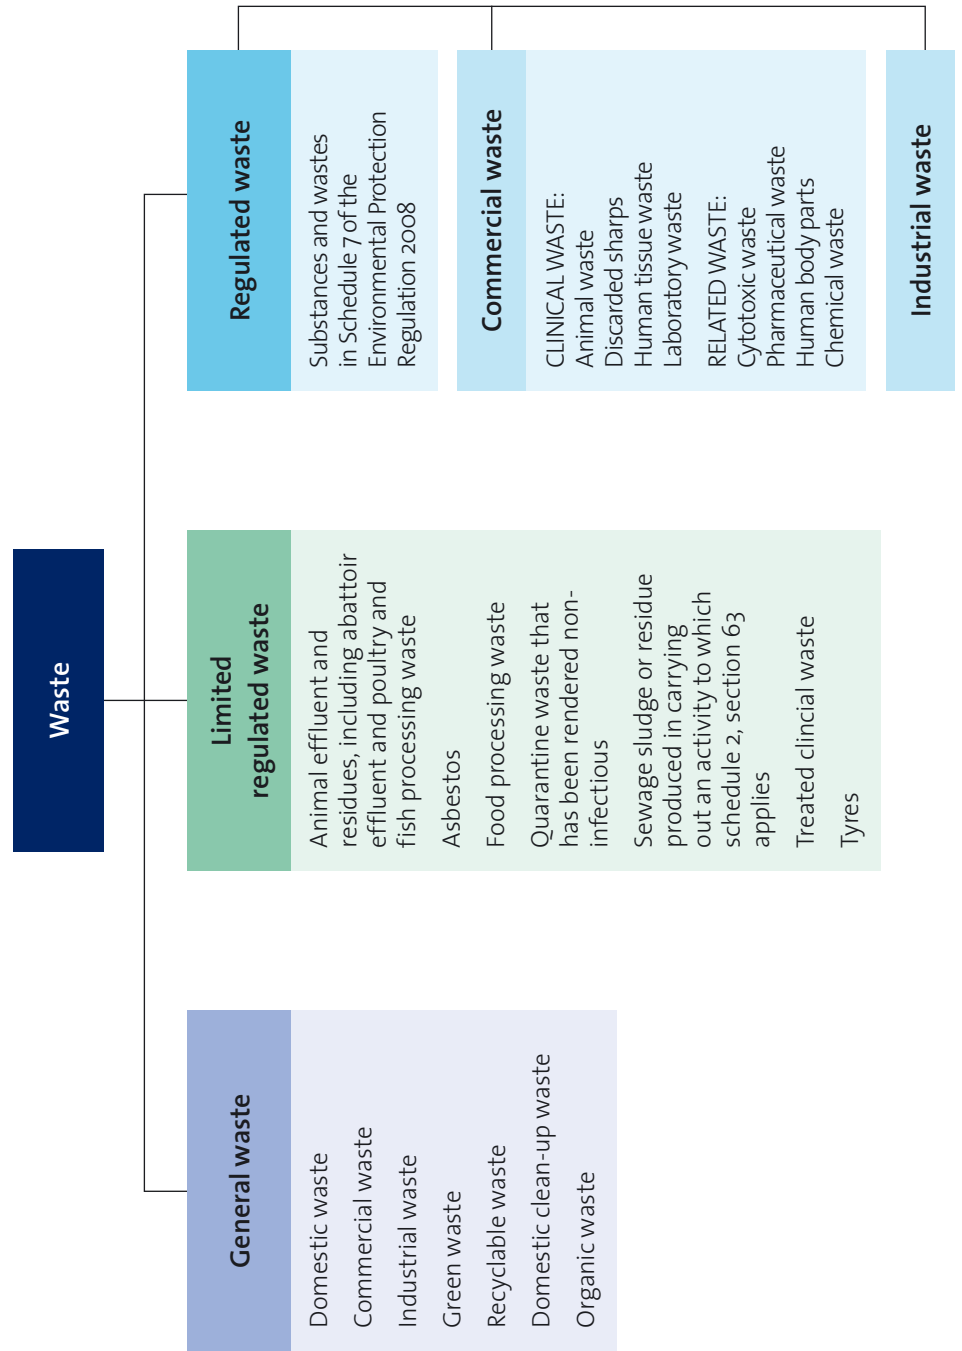 Waste
General waste
Domestic waste
Commercial waste
Industrial waste
Green waste
Recyclable waste
Domestic clean-up waste
Organic waste
Limited
regulated waste
Animal effluent and
residues, including abattoir
effluent and poultry and
fish processing waste
Asbestos
Food processing waste
Quarantine waste that
has been rendered non-
infectious
Sewage sludge or residue
produced in carrying
out an activity to which
schedule 2, section 63
applies
Treated clincial waste
Tyres
Regulated waste
Substances and wastes
in Schedule 7 of the
Environmental Protection
Regulation 2008
Commercial waste
CLINICAL WASTE:
Animal waste
Discarded sharps
Human tissue waste
Laboratory waste
RELATED WASTE:
Cytotoxic waste
Pharmaceutical waste
Human body parts
Chemical waste
Industrial waste